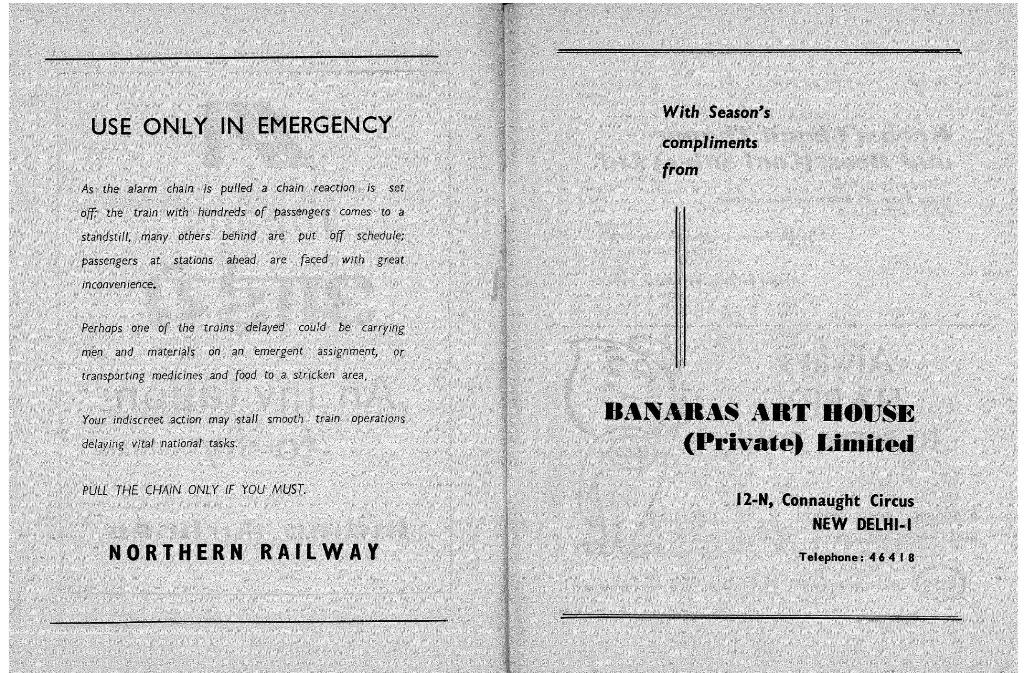 USE ONLY IN EMERGENCY
As the alarm chain is pulled a chain reaction is set
off; the train with hundreds of passengers comes to a
standstill, many others behind are put off schedule;
passengers at stations ahead are faced with great
inconvenience.
Perhaps one of the trains delayed could be carrying
men and materials on an emergent assignment, or
transporting medicines and food to a stricken area.
Your indiscreet action may stall smooth train operations
delaying vital national tasks.
PULL THE CHAIN ONLY IF YOU MUST.
NORTHERN RAILWAY
With Season's
compliments
from
BANARAS ART HOUSE
(Private) Limited
12-N, Connaught Circus
NEW DELHI-1
Telephone: 46418